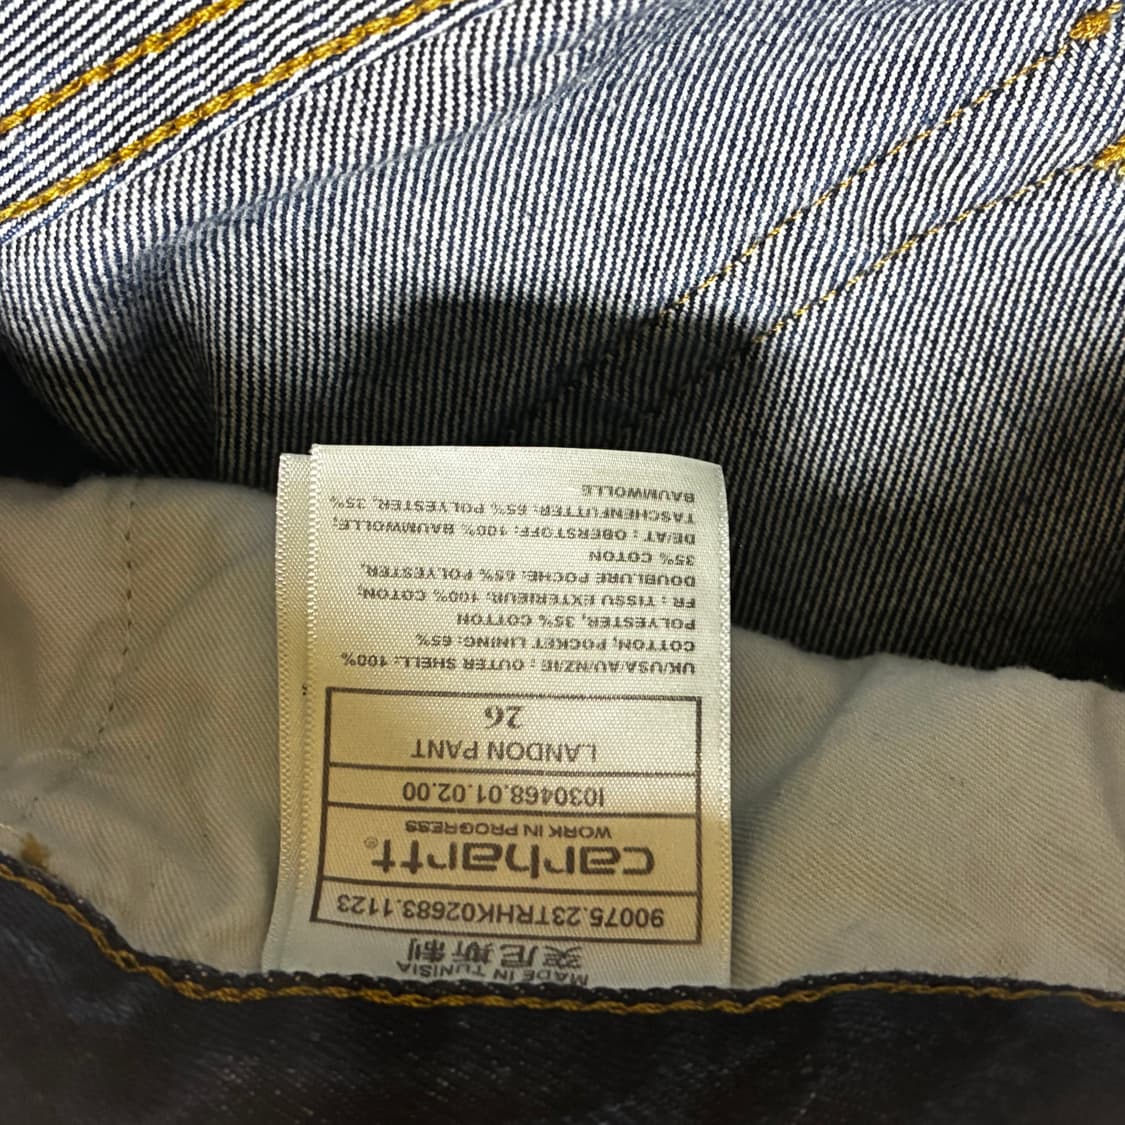 MADE IN TUNISIA
突尼斯制
90075.23TRHK02683.1123
carhartt®
WORK IN PROGRESS
I030468.01.02.00
LANDON PANT
26
UK/USA/AU/NZ/IE : OUTER SHELL: 100%
COTTON, POCKET LINING: 65%
POLYESTER, 35% COTTON
FR : TISSU EXTERIEUR: 100% COTON;
DOUBLURE POCHE: 65% POLYESTER,
35% COTON
DE/AT : OBERSTOFF: 100% BAUMWOLLE;
TASCHENFUTTER: 65% POLYESTER, 35%
BAUMWOLLE